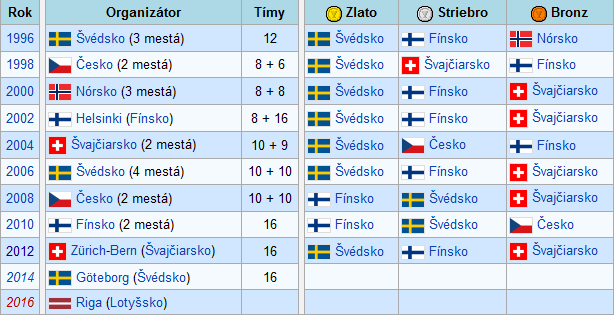 Rok Organizátor Tímy Zlato Striebro Bronz
1996 Švédsko (3 mestá) 12 Švédsko Fínsko Nórsko
1998 Česko (2 mestá) 8 + 6 Švédsko Švajčiarsko Fínsko
2000 Nórsko (3 mestá) 8 + 8 Švédsko Fínsko Švajčiarsko
2002 Helsinki (Fínsko) 8 + 16 Švédsko Fínsko Švajčiarsko
2004 Švajčiarsko (2 mestá) 10 + 9 Švédsko Česko Fínsko
2006 Švédsko (4 mestá) 10 + 10 Švédsko Fínsko Švajčiarsko
2008 Česko (2 mestá) 10 + 10 Fínsko Švédsko Švajčiarsko
2010 Fínsko (2 mestá) 16 Fínsko Švédsko Česko
2012 Zürich-Bern (Švajčiarsko) 16 Švédsko Fínsko Švajčiarsko
2014 Göteborg (Švédsko) 16
2016 Riga (Lotyšsko)